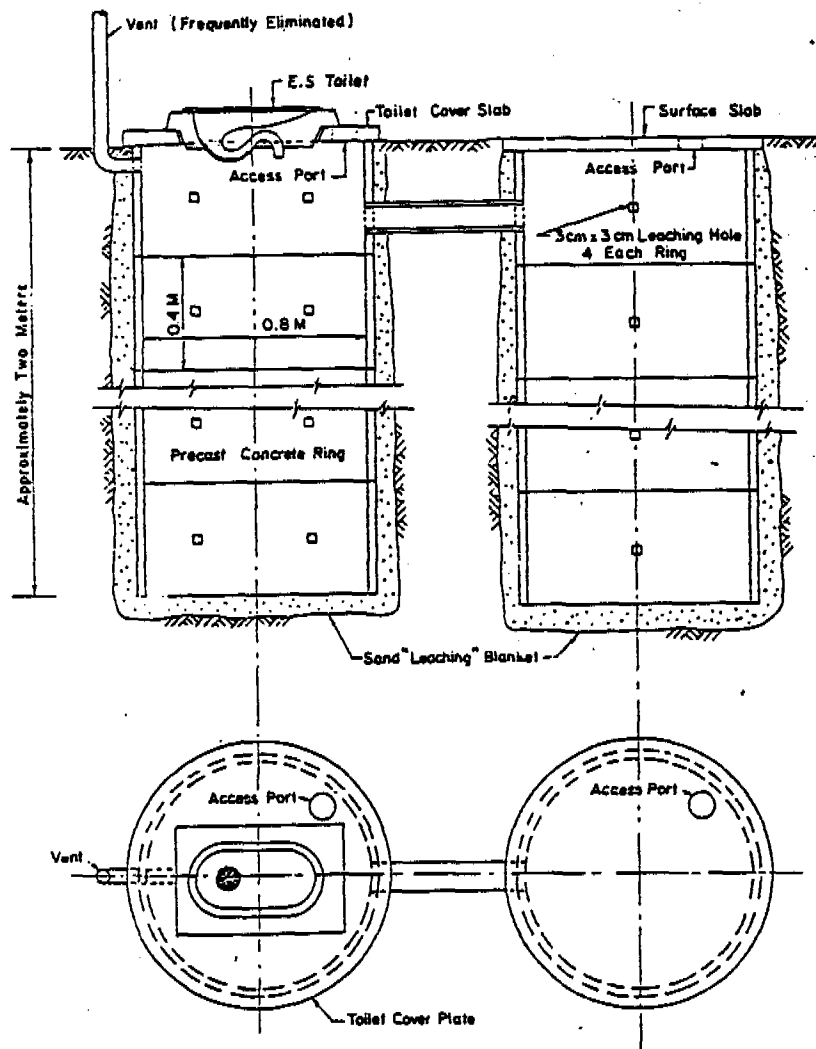 Vent (Frequently Eliminated)
E.S Toilet
Toilet Cover Slab
Surface Slab
Access Port
Access Port
3cm x 3cm Leaching Hole
4 Each Ring
0.4 M
0.8 M
Approximately Two Meters
Precast Concrete Ring
Sand "Leaching" Blanket
Access Port
Access Port
Vent
Toilet Cover Plate